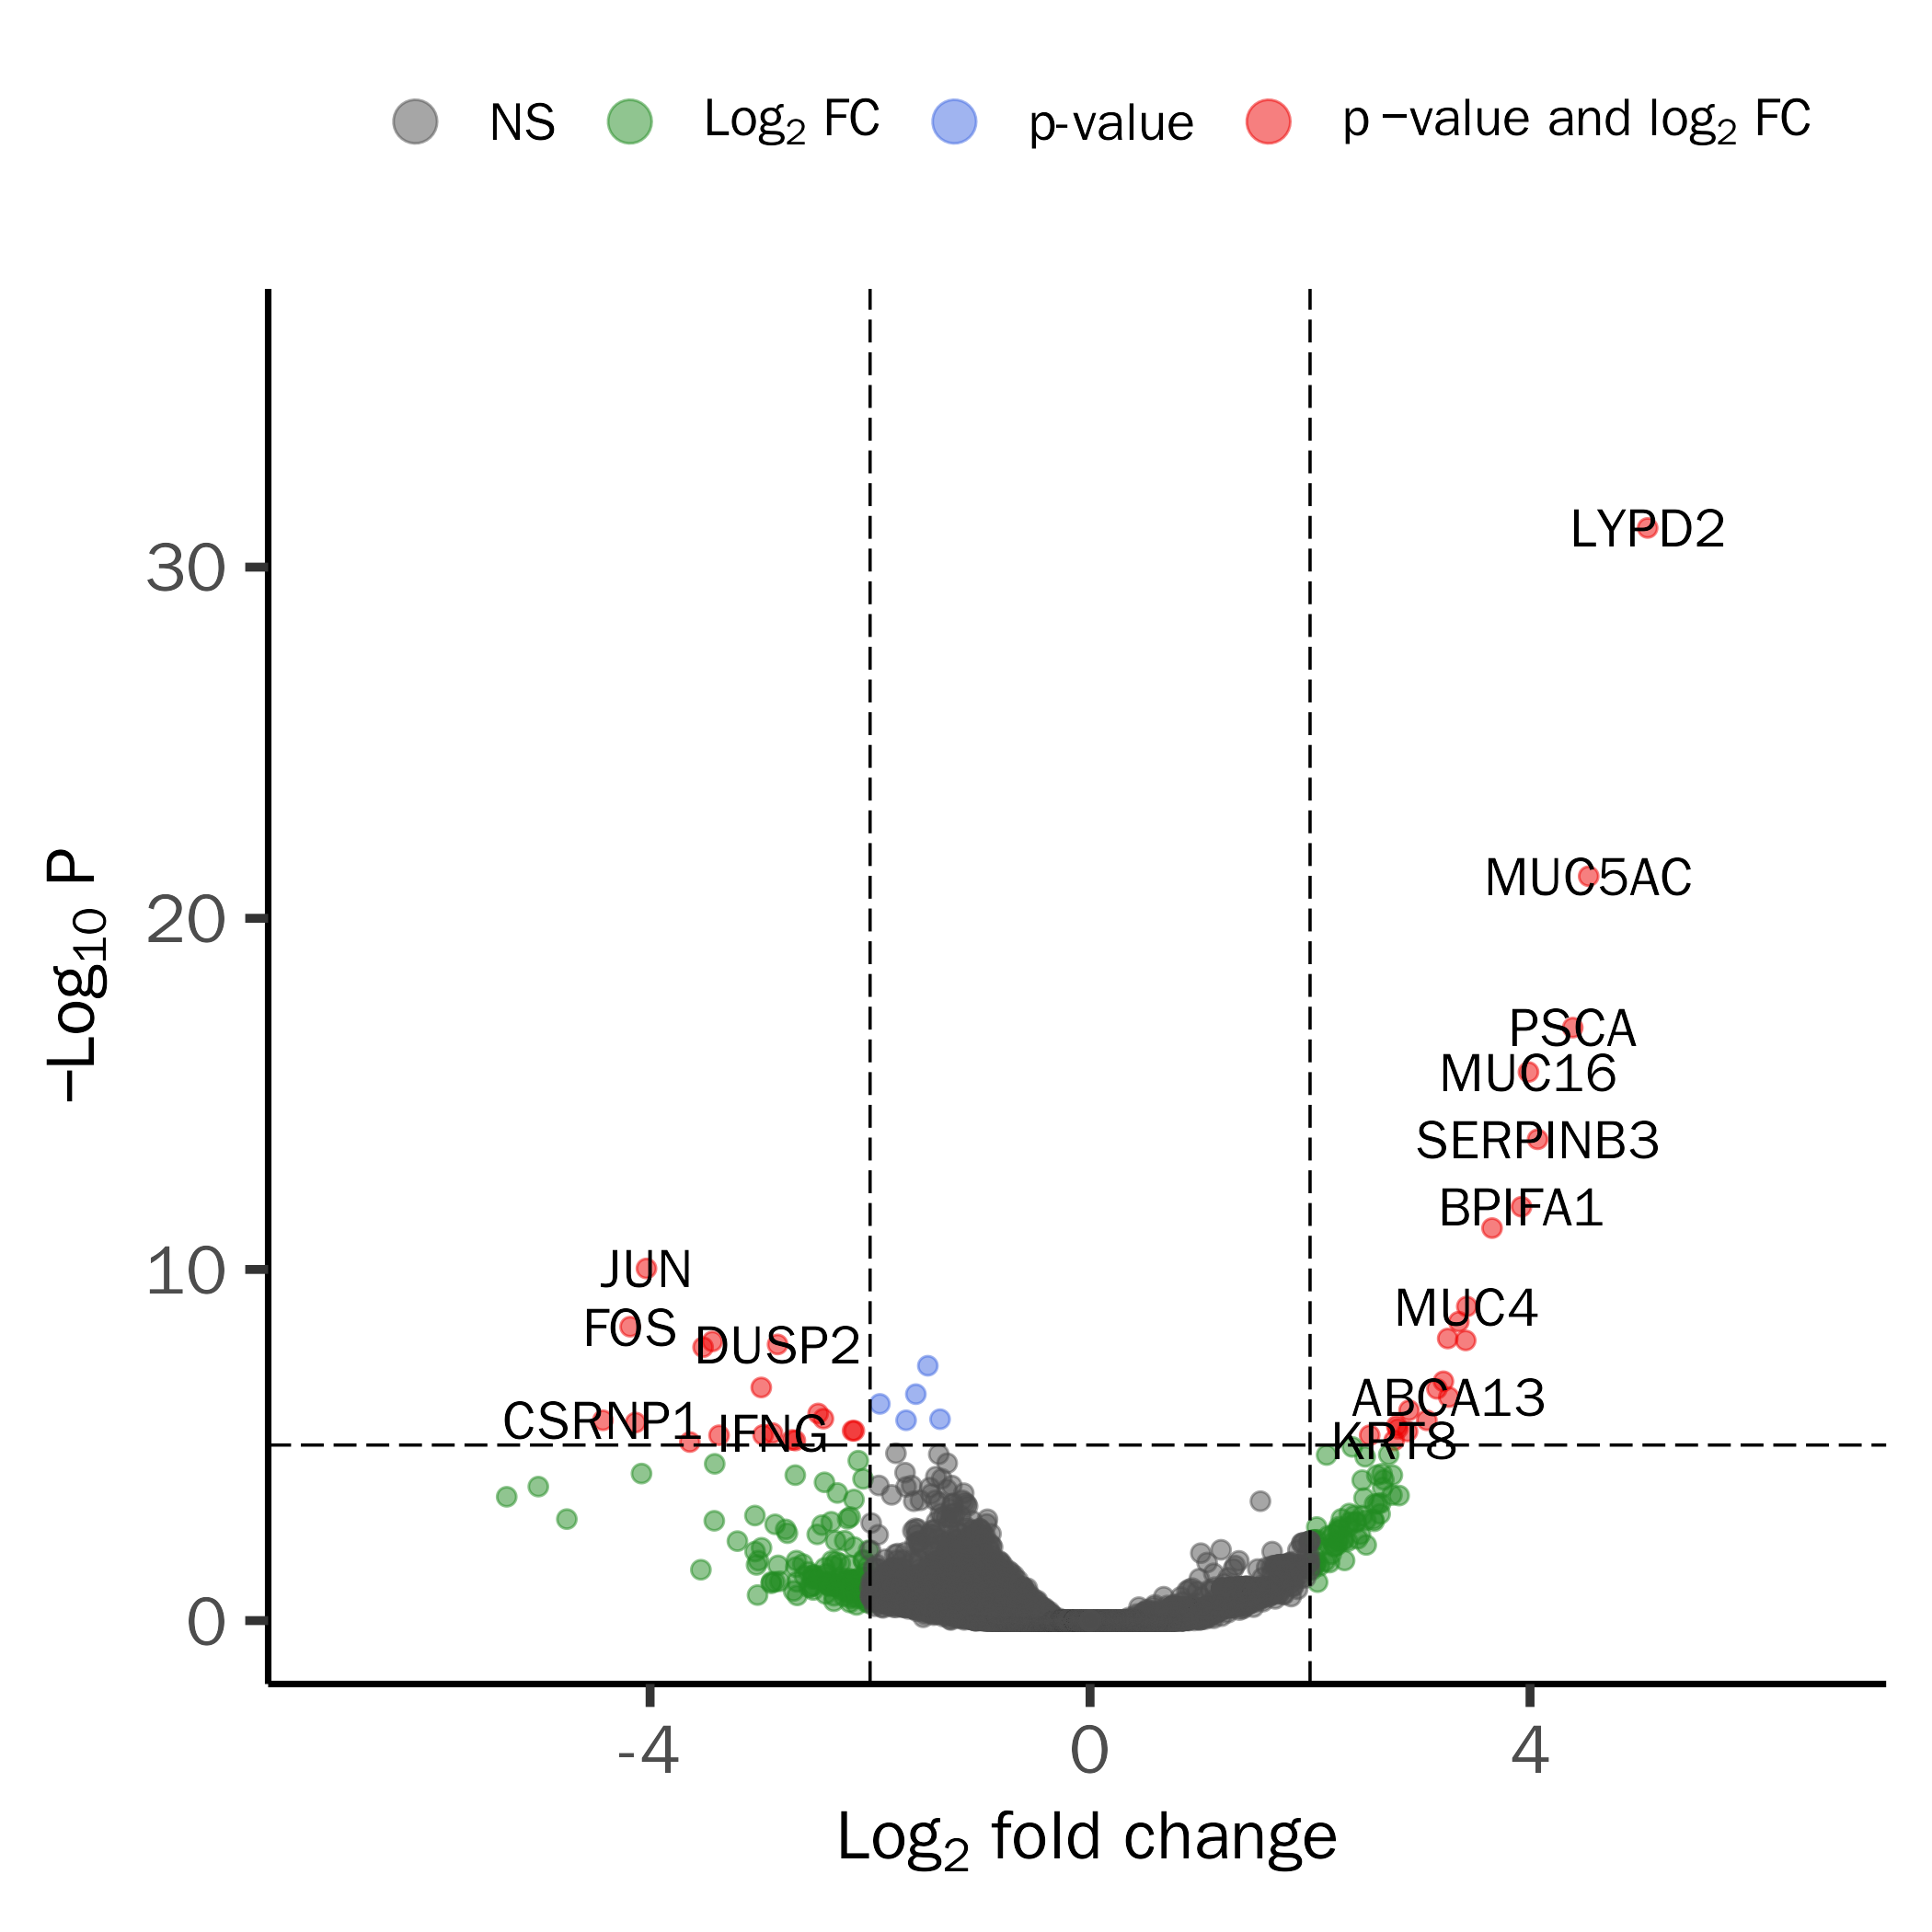 NS Log₂ FC p-value p −value and log₂ FC
−Log₁₀ P
30
20
10
0
LYPD2
MUC5AC
PSCA
MUC16
SERPINB3
BPIFA1
JUN
FOS
MUC4
DUSP2
ABCA13
CSRNP1
IFNG
KRT8
-4 0 4
Log₂ fold change